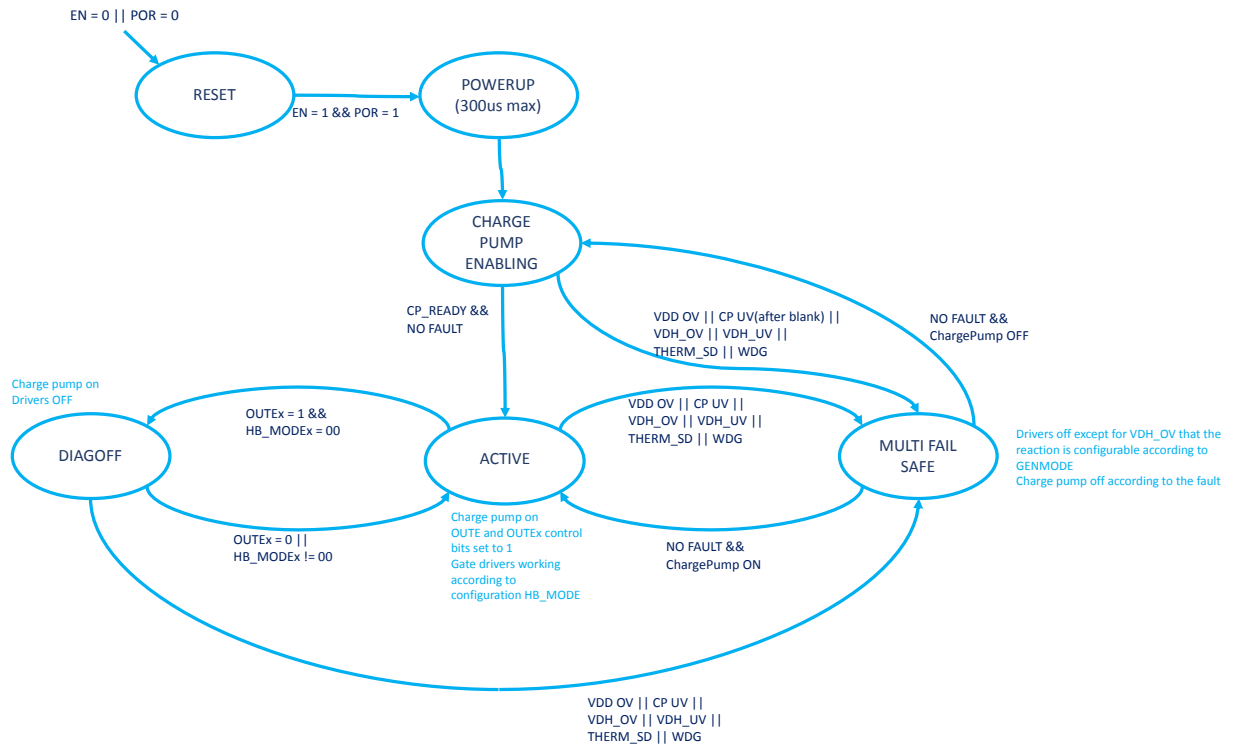 EN = 0 || POR = 0
RESET
POWERUP
(300us max)
EN = 1 && POR = 1
CHARGE
PUMP
ENABLING
CP_READY &&
NO FAULT
VDD OV || CP UV(after blank) ||
VDH_OV || VDH_UV ||
THERM_SD || WDG
NO FAULT &&
ChargePump OFF
Charge pump on
Drivers OFF
OUTEx = 1 &&
HB_MODEx = 00
VDD OV || CP UV ||
VDH_OV || VDH_UV ||
THERM_SD || WDG
DIAGOFF
ACTIVE
MULTI FAIL
SAFE
Drivers off except for VDH_OV that the
reaction is configurable according to
GENMODE
Charge pump off according to the fault
OUTEx = 0 ||
HB_MODEx != 00
Charge pump on
OUTE and OUTEx control
bits set to 1
Gate drivers working
according to
configuration HB_MODE
NO FAULT &&
ChargePump ON
VDD OV || CP UV ||
VDH_OV || VDH_UV ||
THERM_SD || WDG